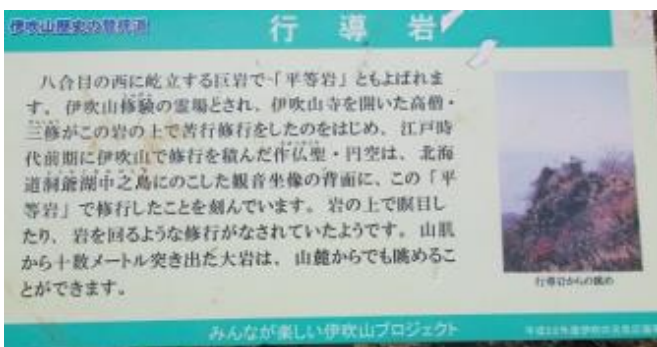 伊吹山歴史の登拝道
行導岩
八合目の西に屹立する巨岩で「平等岩」ともよばれま
す。伊吹山修験の霊場とされ、伊吹山寺を開いた高僧・
三修がこの岩の上で苦行修行をしたのをはじめ、江戸時
代前期に伊吹山で修行を積んだ作仏聖・円空は、北海
道洞爺湖中之島にのこした観音坐像の背面に、この「平
等岩」で修行したことを刻んでいます。岩の上で瞑目し
たり、岩を回るような修行がなされていたようです。山肌
から十数メートル突き出た大岩は、山麓からでも眺めるこ
とができます。
行導岩からの眺め
みんなが楽しい伊吹山プロジェクト